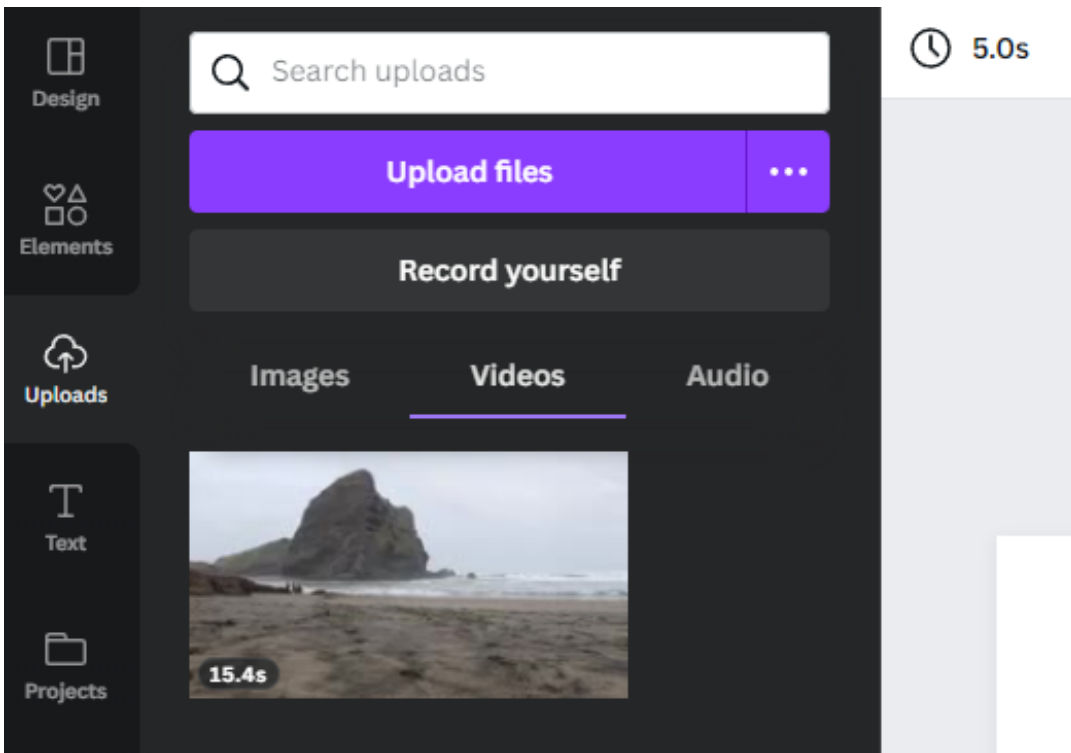 Design
Elements
Uploads
Text
Projects
Search uploads
Upload files
Record yourself
Images Videos Audio
15.4s
5.0s